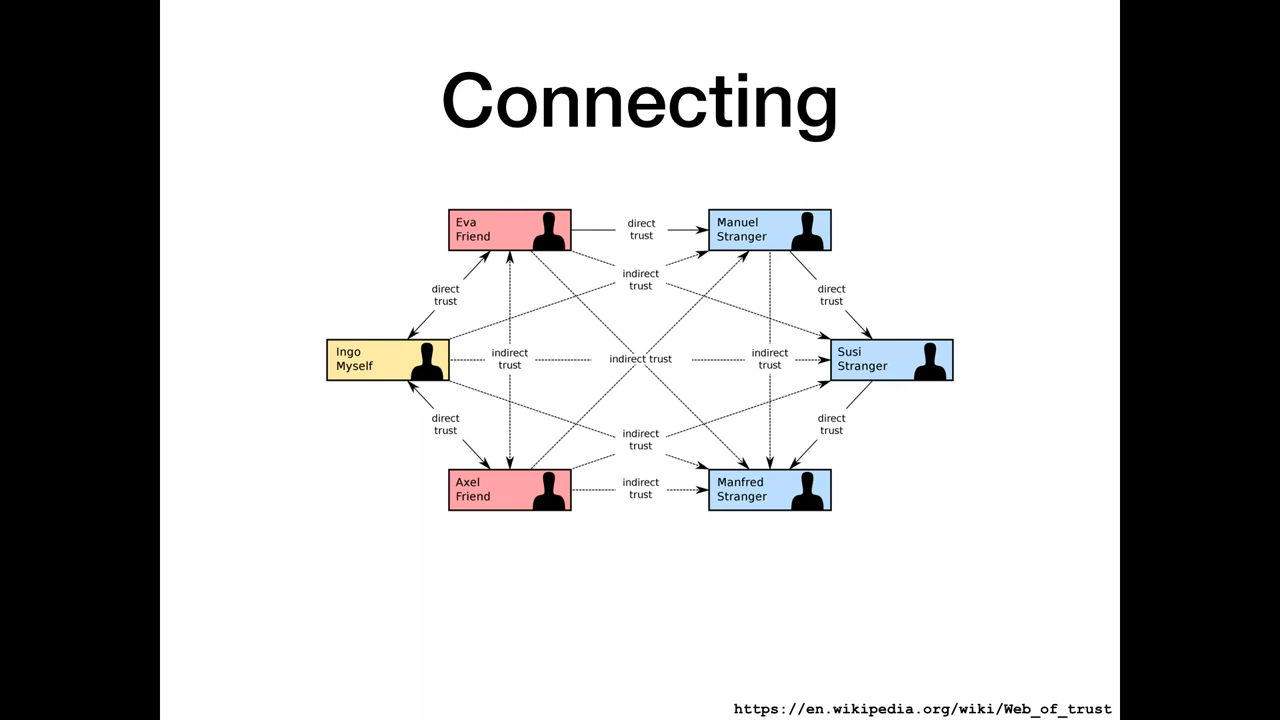 Connecting
Eva
Friend
direct
trust
Manuel
Stranger
indirect
trust
direct
trust
direct
trust
Ingo
Myself
indirect
trust
indirect trust
indirect
trust
Susi
Stranger
direct
trust
indirect
trust
direct
trust
Axel
Friend
indirect
trust
Manfred
Stranger
https://en.wikipedia.org/wiki/Web_of_trust